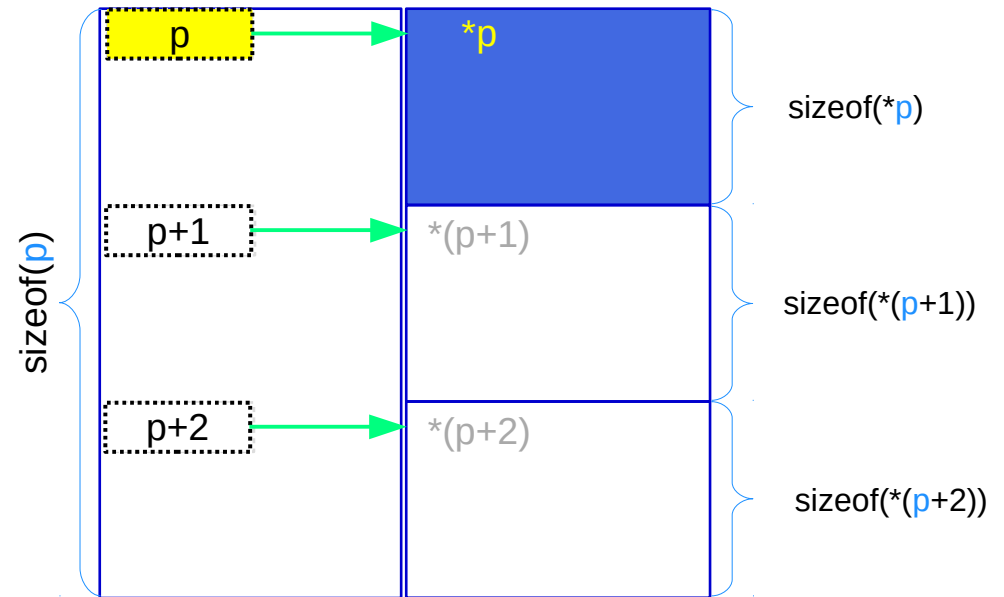 p
*p
sizeof(*p)
p+1
*(p+1)
sizeof(p)
sizeof(*(p+1))
p+2
*(p+2)
sizeof(*(p+2))